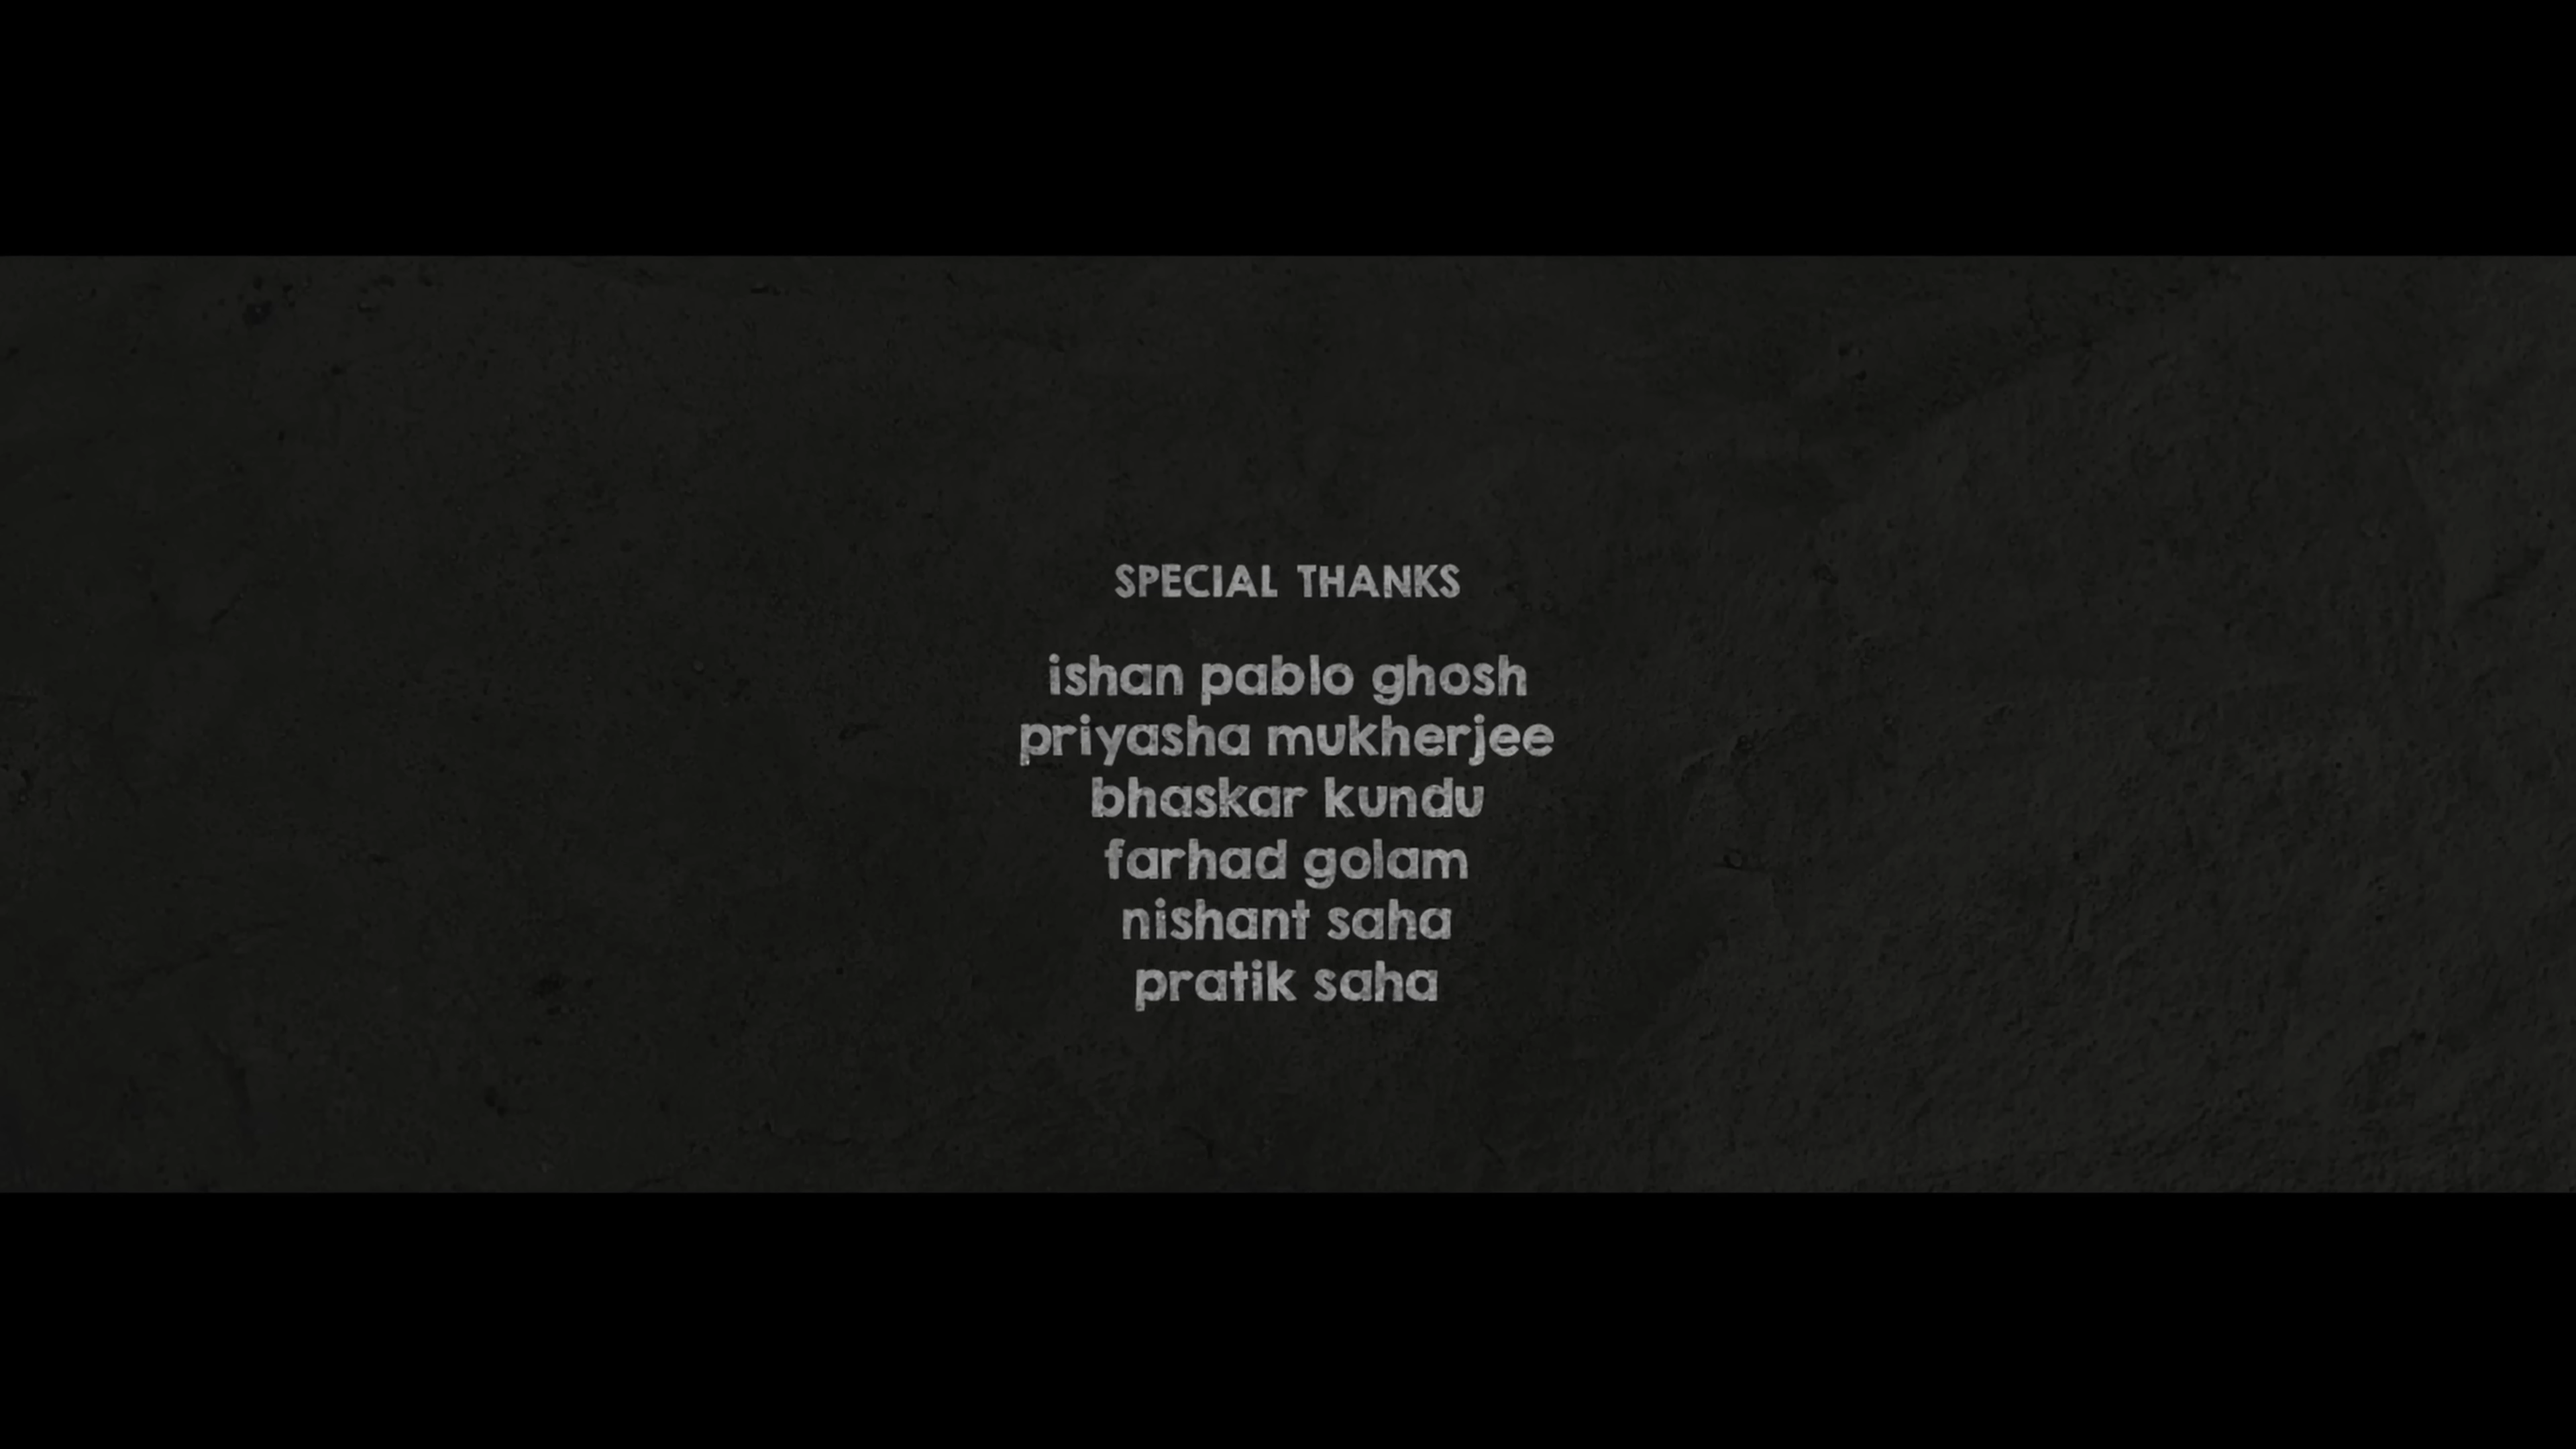 SPECIAL THANKS
ishan pablo ghosh
priyasha mukherjee
bhaskar kundu
farhad golam
nishant saha
pratik saha